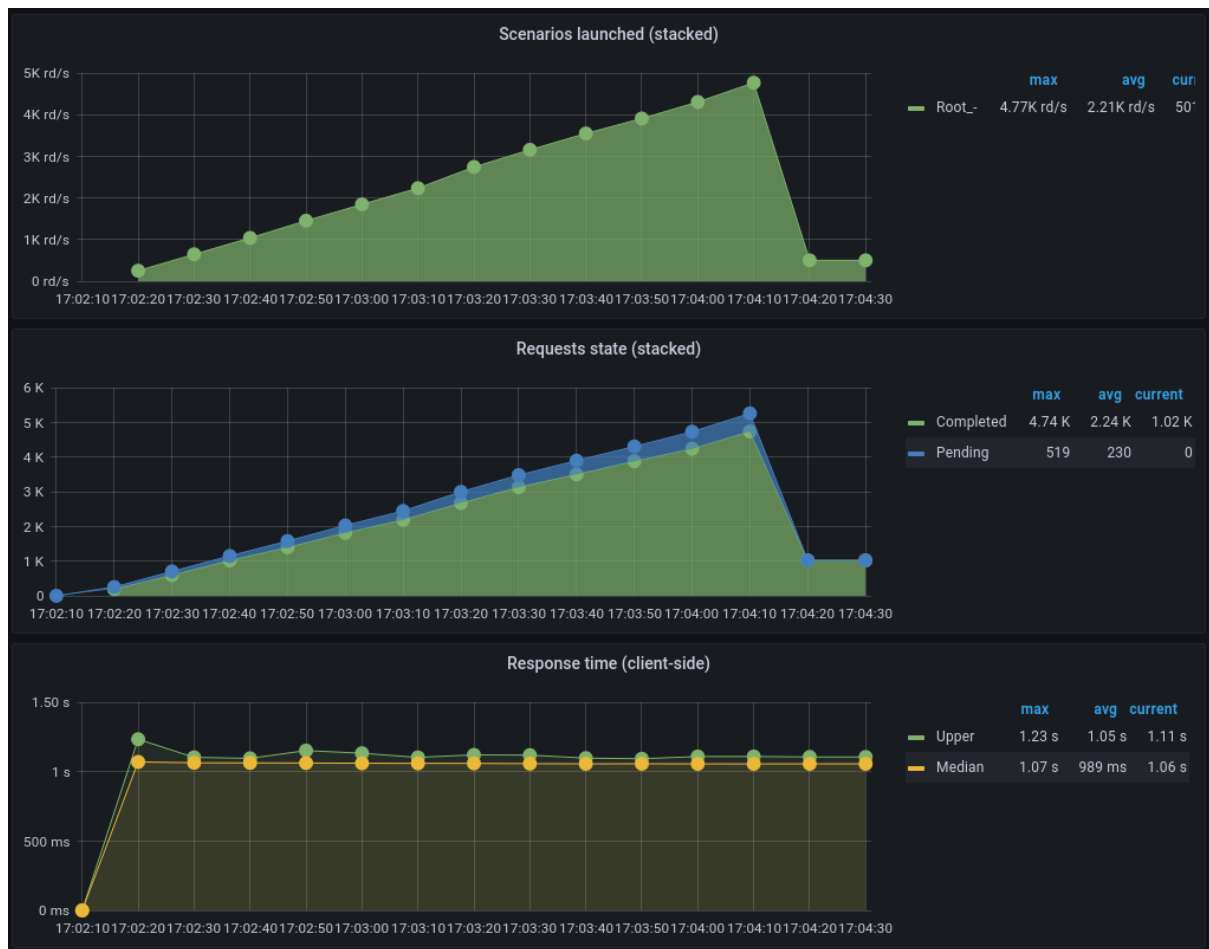 Scenarios launched (stacked)
5K rd/s
4K rd/s
3K rd/s
2K rd/s
1K rd/s
0 rd/s
17:02:10 17:02:20 17:02:30 17:02:40 17:02:50 17:03:00 17:03:10 17:03:20 17:03:30 17:03:40 17:03:50 17:04:00 17:04:10 17:04:20 17:04:30
max avg curr
Root_- 4.77K rd/s 2.21K rd/s 501
Requests state (stacked)
6 K
5 K
4 K
3 K
2 K
1 K
0
17:02:10 17:02:20 17:02:30 17:02:40 17:02:50 17:03:00 17:03:10 17:03:20 17:03:30 17:03:40 17:03:50 17:04:00 17:04:10 17:04:20 17:04:30
max avg current
Completed 4.74 K 2.24 K 1.02 K
Pending 519 230 0
Response time (client-side)
1.50 s
1 s
500 ms
0 ms
17:02:10 17:02:20 17:02:30 17:02:40 17:02:50 17:03:00 17:03:10 17:03:20 17:03:30 17:03:40 17:03:50 17:04:00 17:04:10 17:04:20 17:04:30
max avg current
Upper 1.23 s 1.05 s 1.11 s
Median 1.07 s 989 ms 1.06 s